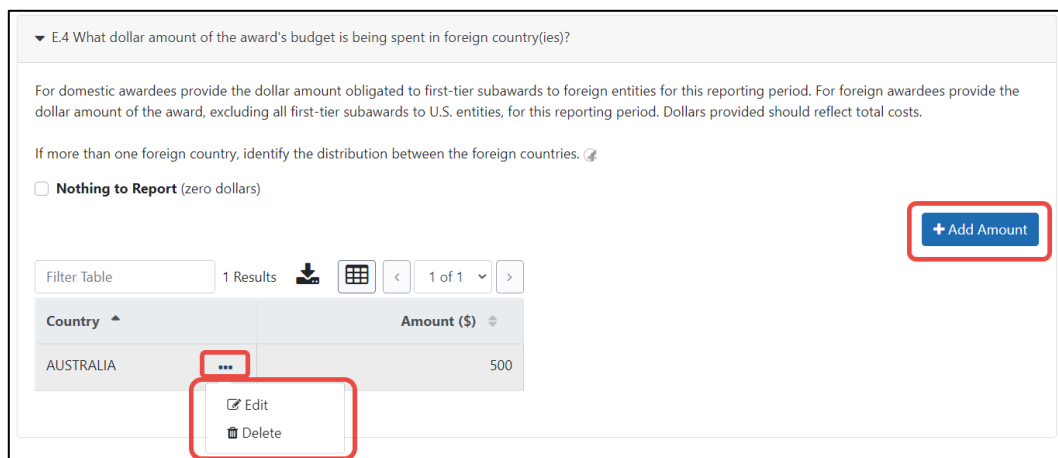 E.4 What dollar amount of the award's budget is being spent in foreign country(ies)?
For domestic awardees provide the dollar amount obligated to first-tier subawards to foreign entities for this reporting period. For foreign awardees provide the
dollar amount of the award, excluding all first-tier subawards to U.S. entities, for this reporting period. Dollars provided should reflect total costs.
If more than one foreign country, identify the distribution between the foreign countries.
Nothing to Report (zero dollars)
+ Add Amount
Filter Table 1 Results < 1 of 1 >
Country Amount ($)
AUSTRALIA ••• 500
Edit
Delete